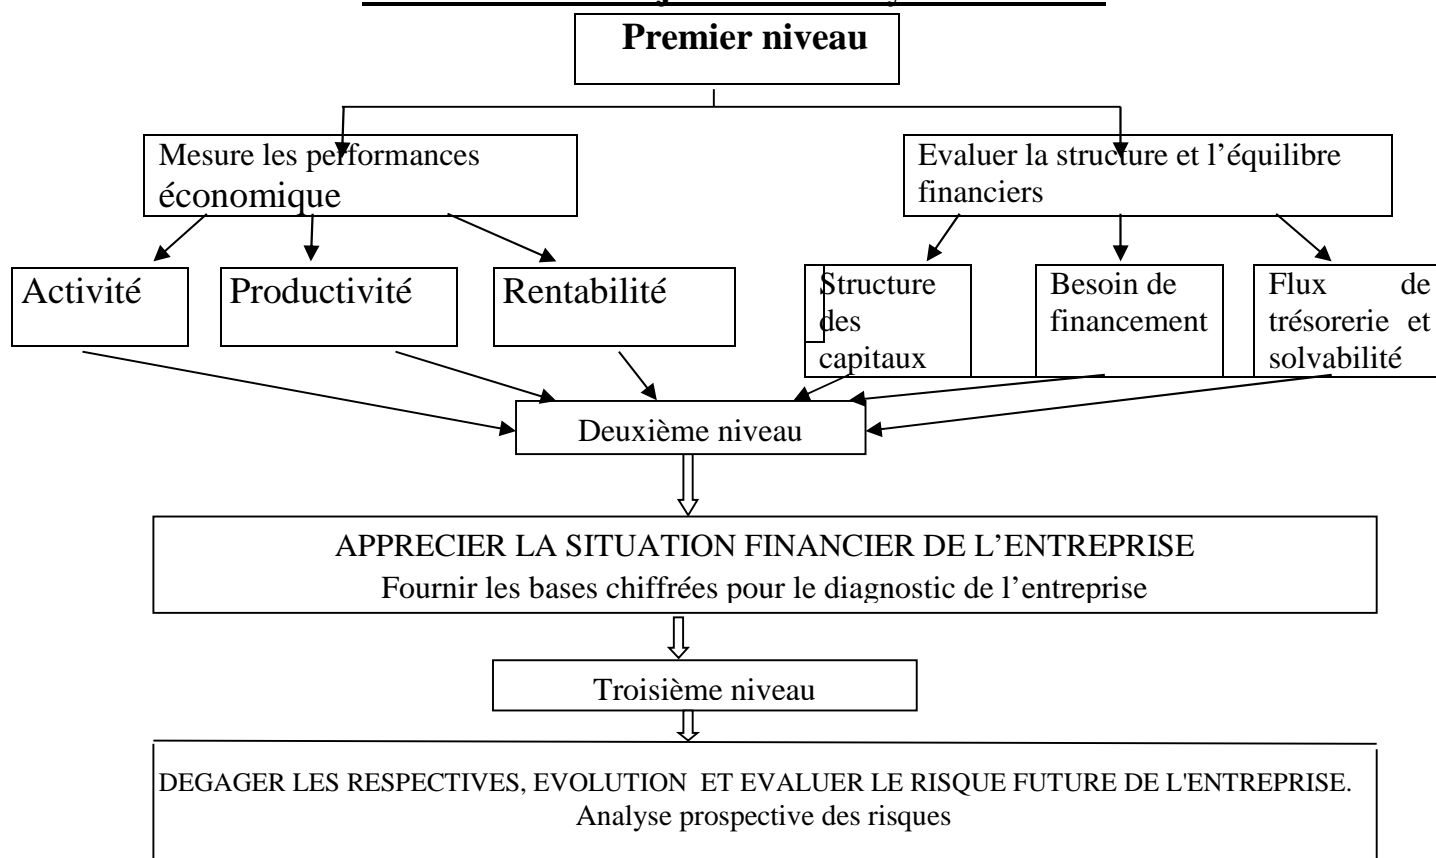 Premier niveau
Mesure les performances
économique
Evaluer la structure et l’équilibre
financiers
Activité
Productivité
Rentabilité
Structure
des
capitaux
Besoin de
financement
Flux de
trésorerie et
solvabilité
Deuxième niveau
APPRECIER LA SITUATION FINANCIER DE L’ENTREPRISE
Fournir les bases chiffrées pour le diagnostic de l’entreprise
Troisième niveau
DEGAGER LES RESPECTIVES, EVOLUTION ET EVALUER LE RISQUE FUTURE DE L'ENTREPRISE.
Analyse prospective des risques